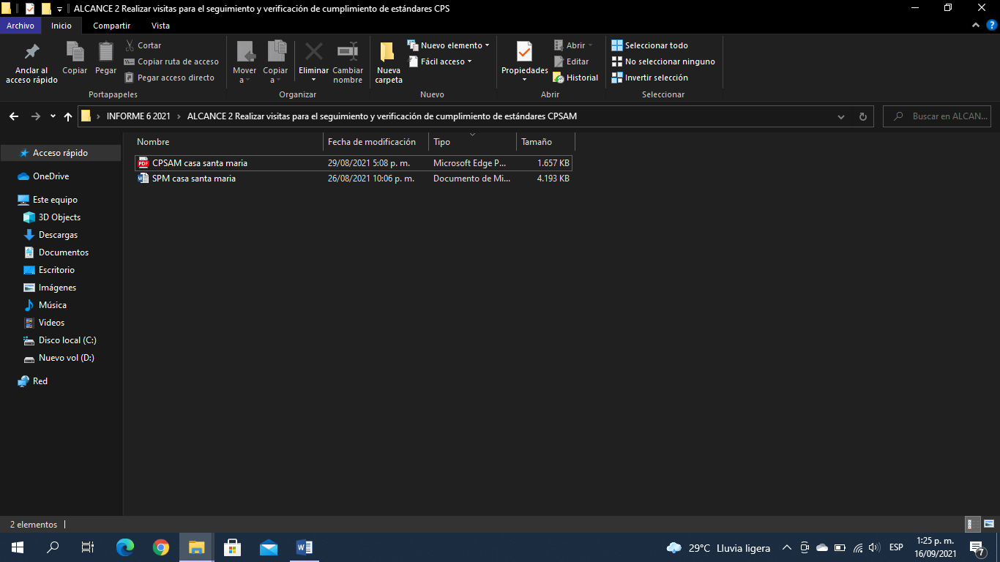 ALCANCE 2 Realizar visitas para el seguimiento y verificación de cumplimiento de estándares CPS
Archivo Inicio Compartir Vista
Anclar al acceso rápido
Copiar
Pegar
Cortar
Copiar ruta de acceso
Pegar acceso directo
Portapapeles
Mover a
Copiar a
Eliminar
Cambiar nombre
Organizar
Nueva carpeta
Nuevo elemento
Fácil acceso
Nuevo
Propiedades
Abrir
Editar
Historial
Abrir
Seleccionar todo
No seleccionar ninguno
Invertir selección
Seleccionar
INFORME 6 2021 › ALCANCE 2 Realizar visitas para el seguimiento y verificación de cumplimiento de estándares CPSAM
Buscar en ALCAN...
Nombre Fecha de modificación Tipo Tamaño
CPSAM casa santa maria 29/08/2021 5:08 p. m. Microsoft Edge P... 1.657 KB
SPM casa santa maria 26/08/2021 10:06 p. m. Documento de Mi... 4.193 KB
Acceso rápido
OneDrive
Este equipo
3D Objects
Descargas
Documentos
Escritorio
Imágenes
Música
Videos
Disco local (C:)
Nuevo vol (D:)
Red
2 elementos
29°C Lluvia ligera
ESP
1:25 p. m.
16/09/2021
7